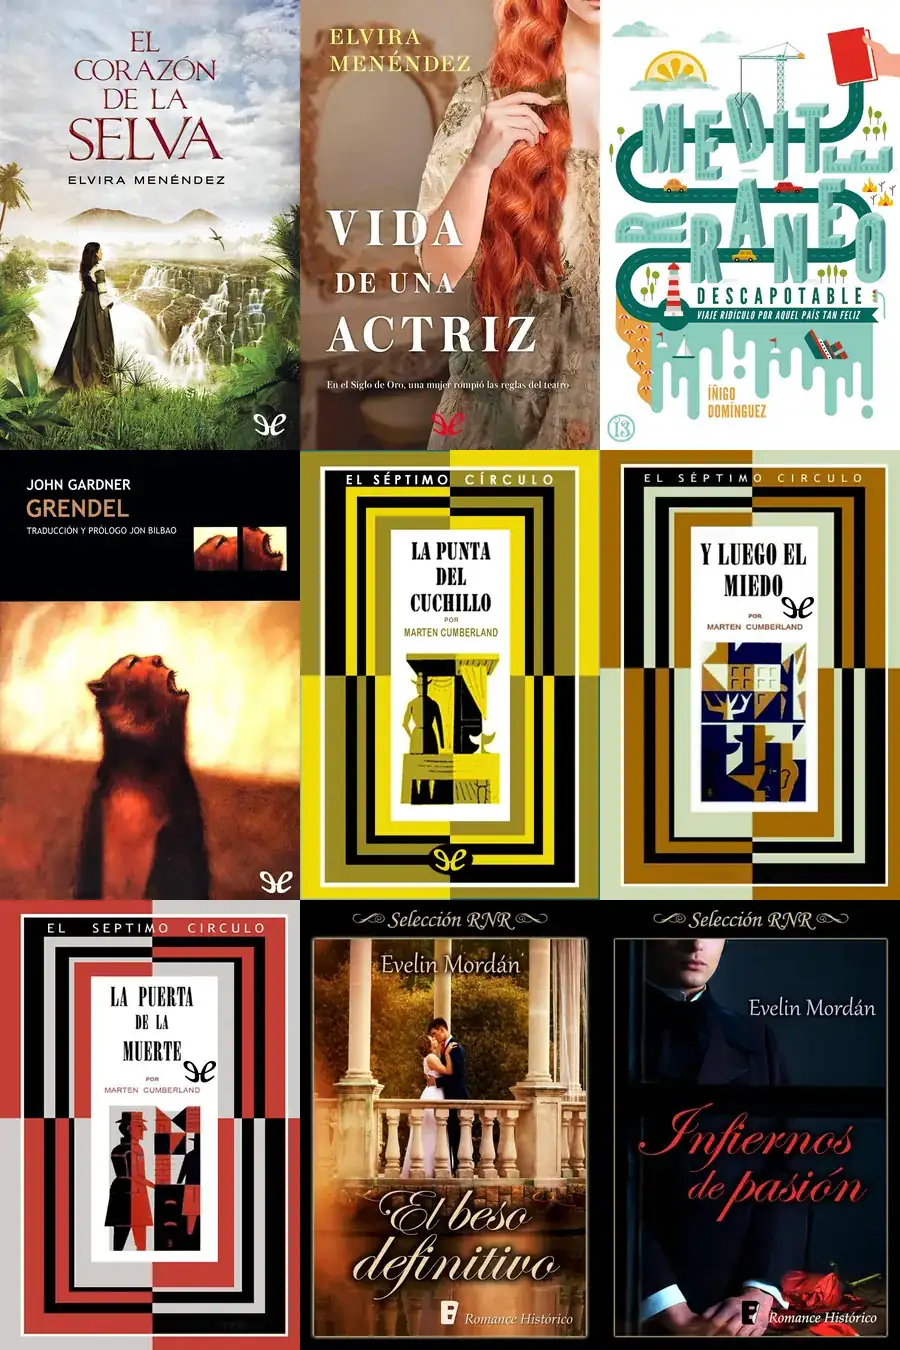 EL
CORAZÓN
DE LA
SELVA
ELVIRA MENÉNDEZ
ELVIRA
MENÉNDEZ
VIDA
DE UNA
ACTRIZ
En el Siglo de Oro, una mujer rompió las reglas del teatro
MEDITE
RRANEO
DESCAPOTABLE
VIAJE RIDÍCULO POR AQUEL PAÍS TAN FELIZ
ÍÑIGO
DOMÍNGUEZ
13
JOHN GARDNER
GRENDEL
TRADUCCIÓN Y PRÓLOGO JON BILBAO
EL SÉPTIMO CÍRCULO
LA PUNTA
DEL
CUCHILLO
POR
MARTEN CUMBERLAND
EL SÉPTIMO CIRCULO
Y LUEGO EL
MIEDO
POR
MARTEN CUMBERLAND
EL SEPTIMO CIRCULO
LA PUERTA
DE LA
MUERTE
POR
MARTEN CUMBERLAND
Selección RNR
Evelin Mordán
El beso
definitivo
B Romance Histórico
Selección RNR
Evelin Mordán
Infiernos
de pasión
B Romance Histórico